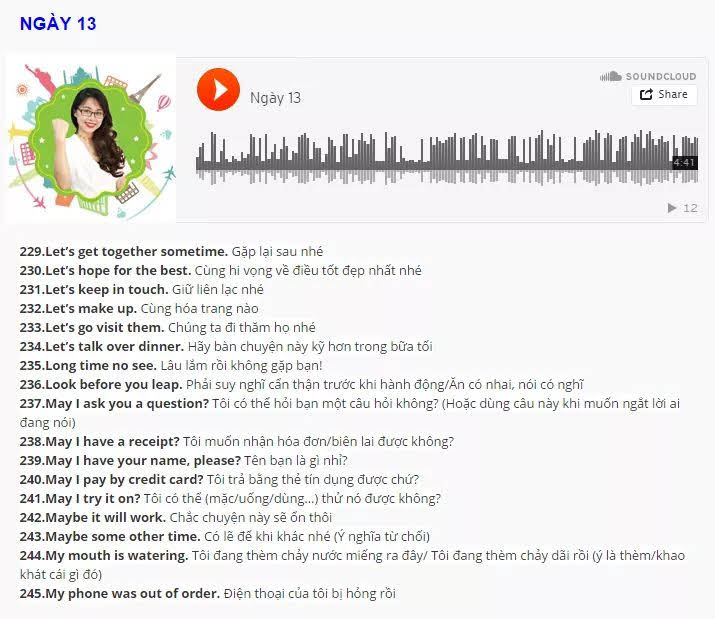 NGÀY 13
Ngày 13
SOUNDCLOUD
Share
4:41
12
229.Let's get together sometime. Gặp lại sau nhé
230.Let's hope for the best. Cùng hi vọng về điều tốt đẹp nhất nhé
231.Let's keep in touch. Giữ liên lạc nhé
232.Let's make up. Cùng hóa trang nào
233.Let's go visit them. Chúng ta đi thăm họ nhé
234.Let's talk over dinner. Hãy bàn chuyện này kỹ hơn trong bữa tối
235.Long time no see. Lâu lắm rồi không gặp bạn!
236.Look before you leap. Phải suy nghĩ cẩn thận trước khi hành động/Ăn có nhai, nói có nghĩ
237.May I ask you a question? Tôi có thể hỏi bạn một câu hỏi không? (Hoặc dùng câu này khi muốn ngắt lời ai
đang nói)
238.May I have a receipt? Tôi muốn nhận hóa đơn/biên lai được không?
239.May I have your name, please? Tên bạn là gì nhỉ?
240.May I pay by credit card? Tôi trả bằng thẻ tín dụng được chứ?
241.May I try it on? Tôi có thể (mặc/uống/dùng...) thử nó được không?
242.Maybe it will work. Chắc chuyện này sẽ ổn thôi
243.Maybe some other time. Có lẽ để khi khác nhé (Ý nghĩa từ chối)
244.My mouth is watering. Tôi đang thèm chảy nước miếng ra đây/ Tôi đang thèm chảy dãi rồi (ý là thèm/khao
khát cái gì đó)
245.My phone was out of order. Điện thoại của tôi bị hỏng rồi